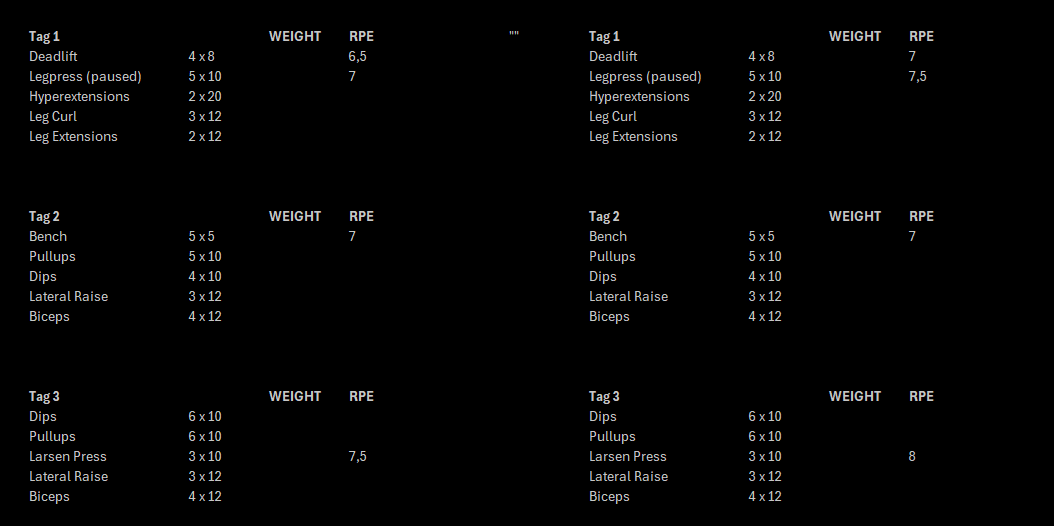 Tag 1 WEIGHT RPE "" Tag 1 WEIGHT RPE
Deadlift 4 x 8 6,5 Deadlift 4 x 8 7
Legpress (paused) 5 x 10 7 Legpress (paused) 5 x 10 7,5
Hyperextensions 2 x 20 Hyperextensions 2 x 20
Leg Curl 3 x 12 Leg Curl 3 x 12
Leg Extensions 2 x 12 Leg Extensions 2 x 12
Tag 2 WEIGHT RPE Tag 2 WEIGHT RPE
Bench 5 x 5 7 Bench 5 x 5 7
Pullups 5 x 10 Pullups 5 x 10
Dips 4 x 10 Dips 4 x 10
Lateral Raise 3 x 12 Lateral Raise 3 x 12
Biceps 4 x 12 Biceps 4 x 12
Tag 3 WEIGHT RPE Tag 3 WEIGHT RPE
Dips 6 x 10 Dips 6 x 10
Pullups 6 x 10 Pullups 6 x 10
Larsen Press 3 x 10 7,5 Larsen Press 3 x 10 8
Lateral Raise 3 x 12 Lateral Raise 3 x 12
Biceps 4 x 12 Biceps 4 x 12